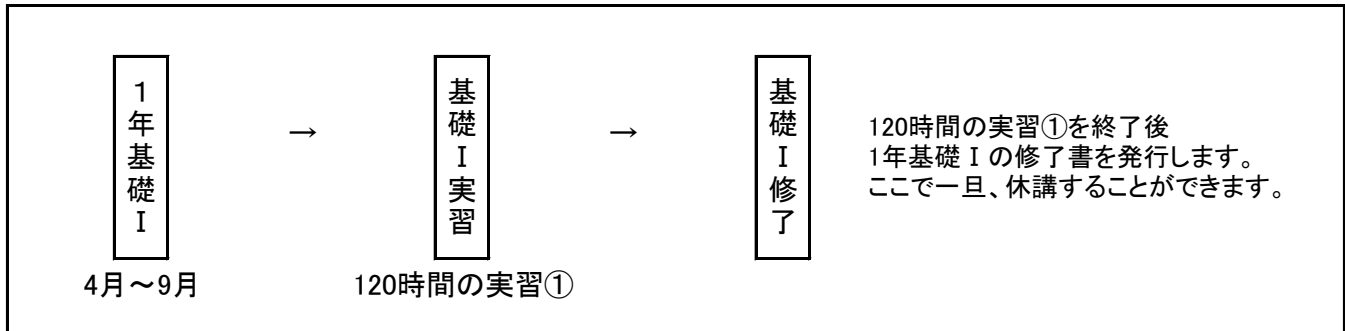 1年基礎Ⅰ
→
基礎Ⅰ実習
→
基礎Ⅰ修了
120時間の実習①を終了後
1年基礎Ⅰの修了書を発行します。
ここで一旦、休講することができます。
4月～9月
120時間の実習①